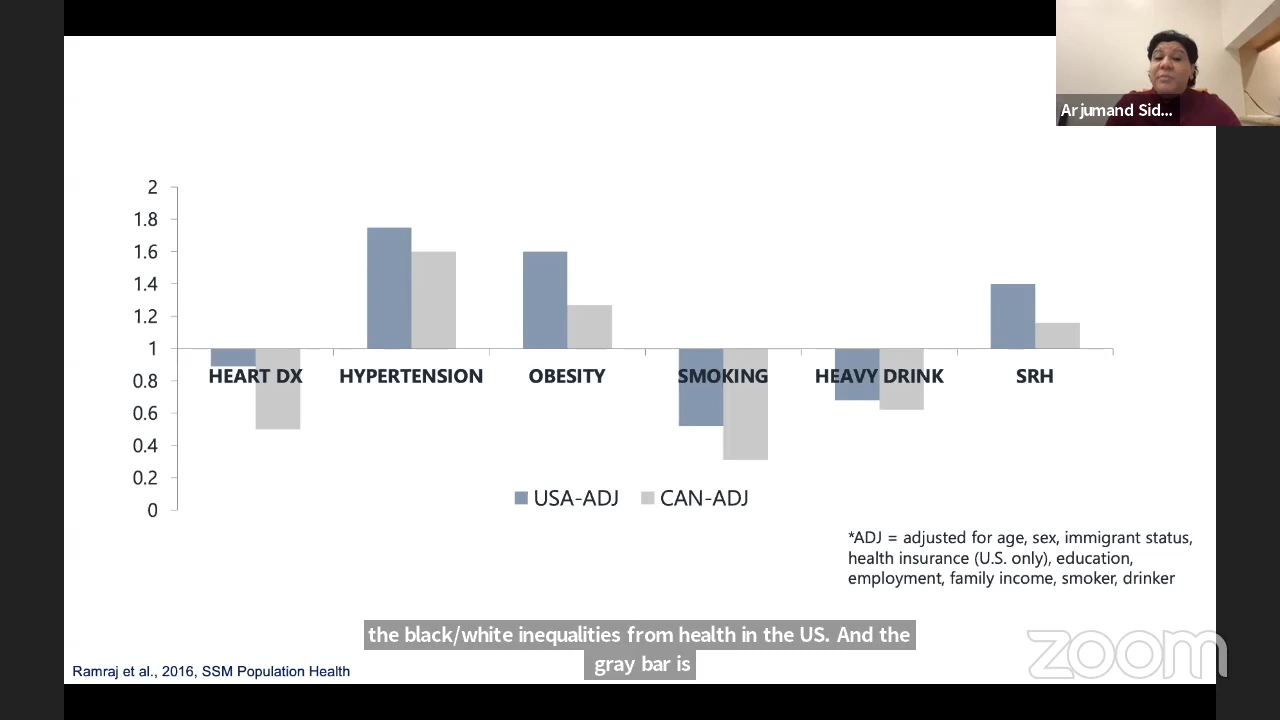 Arjumand Sid...
2
1.8
1.6
1.4
1.2
1
0.8
0.6
0.4
0.2
0
HEART DX HYPERTENSION OBESITY SMOKING HEAVY DRINK SRH
USA-ADJ CAN-ADJ
*ADJ = adjusted for age, sex, immigrant status,
health insurance (U.S. only), education,
employment, family income, smoker, drinker
the black/white inequalities from health in the US. And the
gray bar is
zoom
Ramraj et al., 2016, SSM Population Health